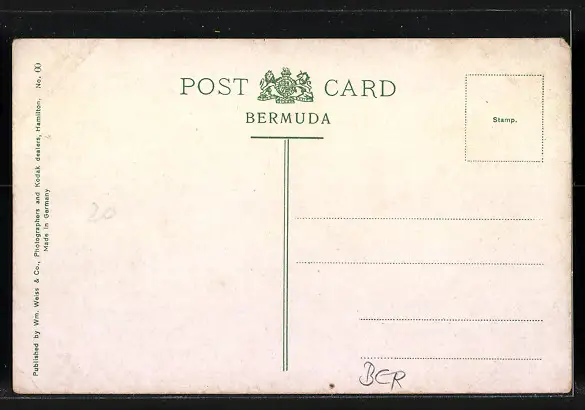 POST CARD
BERMUDA
Stamp.
Published by Wm. Weiss & Co., Photographers and Kodak dealers, Hamilton. No.
Made in Germany
20
BER